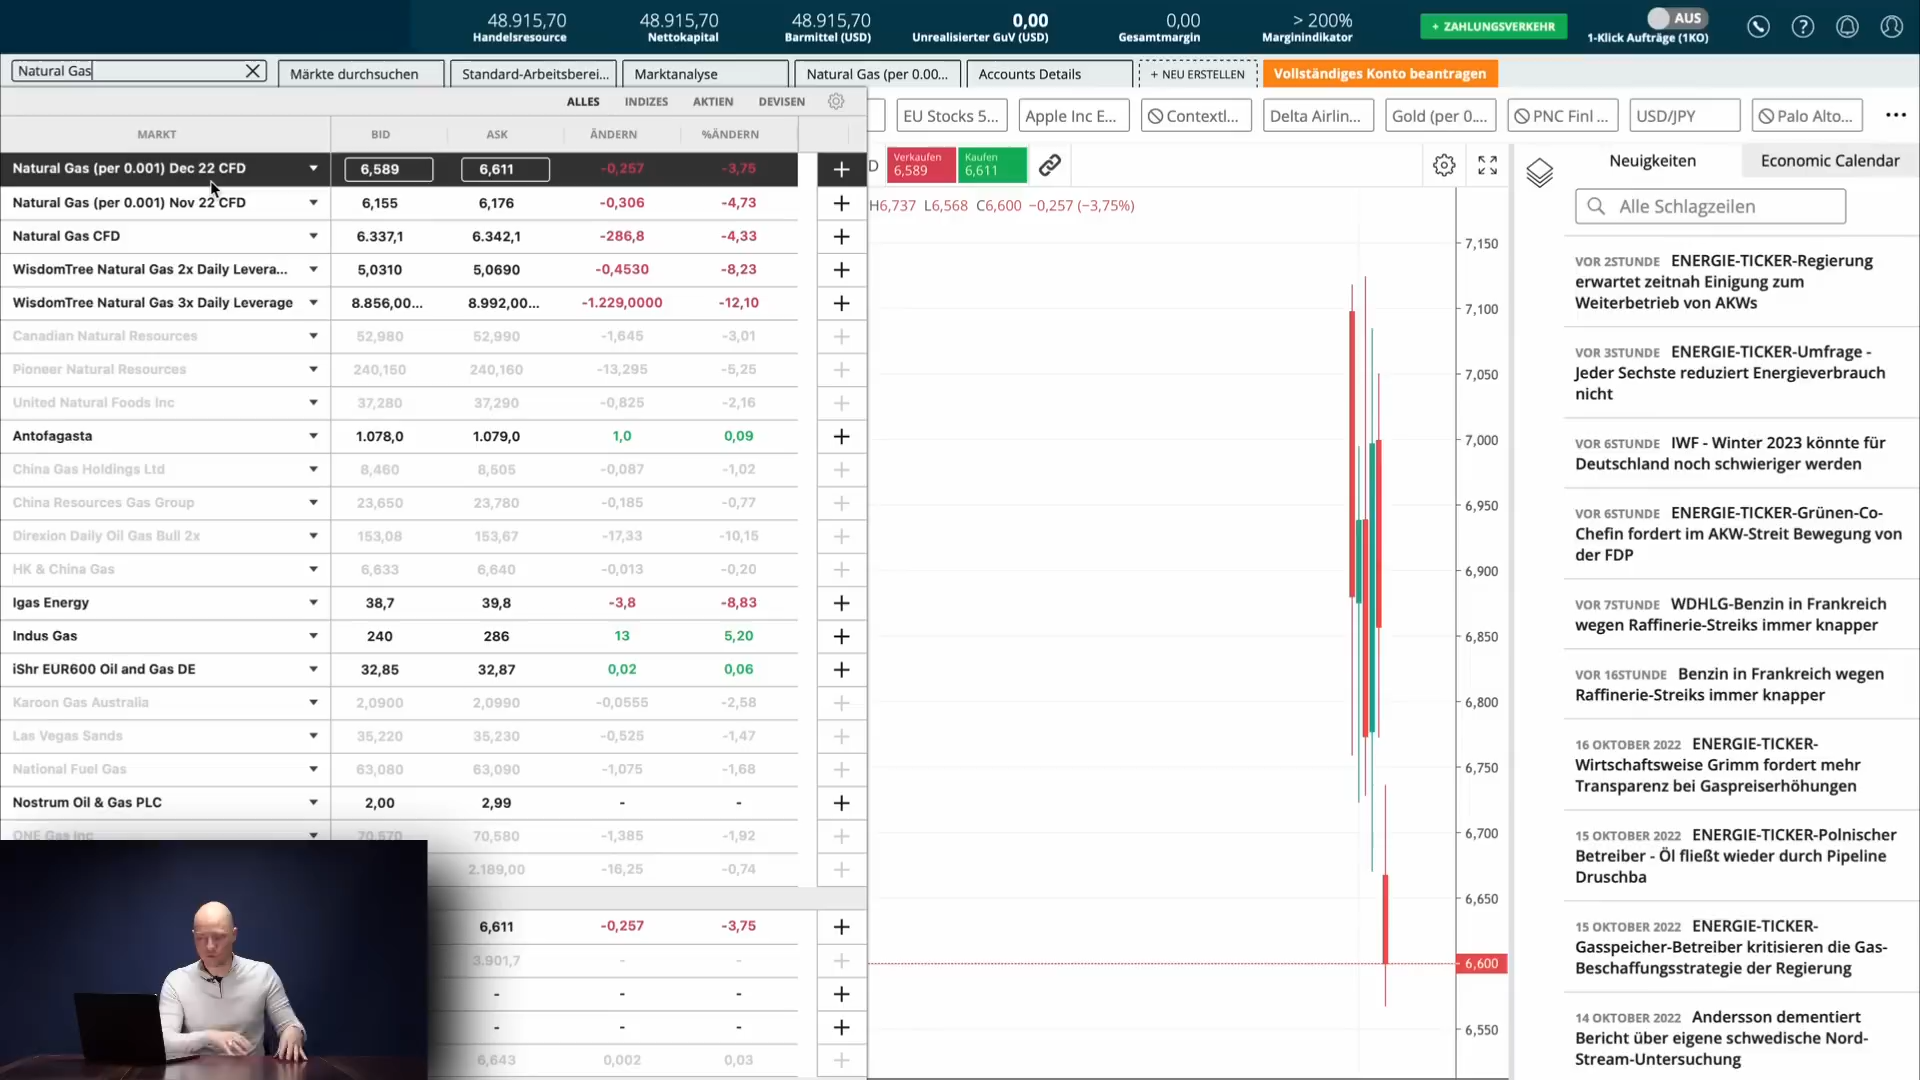 48.915,70
Handelsresource
48.915,70
Nettokapital
48.915,70
Barmittel (USD)
0,00
Unrealisierter GuV (USD)
0,00
Gesamtmargin
> 200%
Marginindikator
+ ZAHLUNGSVERKEHR
AUS
1-Klick Aufträge (1KO)
Natural Gas
Märkte durchsuchen
Standard-Arbeitsberei...
Marktanalyse
Natural Gas (per 0.00...
Accounts Details
+ NEU ERSTELLEN
Vollständiges Konto beantragen
ALLES INDIZES AKTIEN DEVISEN
EU Stocks 5...
Apple Inc E...
Contextl...
Delta Airlin...
Gold (per 0....
PNC Finl ...
USD/JPY
Palo Alto...
MARKT BID ASK ÄNDERN %ÄNDERN
Natural Gas (per 0.001) Dec 22 CFD 6,589 6,611 -0,257 -3,75
Natural Gas (per 0.001) Nov 22 CFD 6,155 6,176 -0,306 -4,73
Natural Gas CFD 6.337,1 6.342,1 -286,8 -4,33
WisdomTree Natural Gas 2x Daily Levera... 5,0310 5,0690 -0,4530 -8,23
WisdomTree Natural Gas 3x Daily Leverage 8.856,00... 8.992,00... -1.229,0000 -12,10
Canadian Natural Resources 52,980 52,990 -1,645 -3,01
Pioneer Natural Resources 240,150 240,160 -13,295 -5,25
United Natural Foods Inc 37,280 37,290 -0,825 -2,16
Antofagasta 1.078,0 1.079,0 1,0 0,09
China Gas Holdings Ltd 8,460 8,505 -0,087 -1,02
China Resources Gas Group 23,650 23,780 -0,185 -0,77
Direxion Daily Oil Gas Bull 2x 153,08 153,67 -17,33 -10,15
HK & China Gas 6,633 6,640 -0,013 -0,20
Igas Energy 38,7 39,8 -3,8 -8,83
Indus Gas 240 286 13 5,20
iShr EUR600 Oil and Gas DE 32,85 32,87 0,02 0,06
Karoon Gas Australia 2,0900 2,0990 -0,0555 -2,58
Las Vegas Sands 35,220 35,230 -0,525 -1,47
National Fuel Gas 63,080 63,090 -1,075 -1,68
Nostrum Oil & Gas PLC 2,00 2,99 - -
ONE Gas Inc 70,570 70,580 -1,385 -1,92
2.189,00 -16,25 -0,74
6,611 -0,257 -3,75
3.901,7 - -
- - -
- - -
6,643 0,002 0,03
D
Verkaufen
6,589
Kaufen
6,611
H6,737 L6,568 C6,600 −0,257 (−3,75%)
7,150
7,100
7,050
7,000
6,950
6,900
6,850
6,800
6,750
6,700
6,650
6,600
6,550
Neuigkeiten
Economic Calendar
Alle Schlagzeilen
VOR 2STUNDE ENERGIE-TICKER-Regierung
erwartet zeitnah Einigung zum
Weiterbetrieb von AKWs
VOR 3STUNDE ENERGIE-TICKER-Umfrage -
Jeder Sechste reduziert Energieverbrauch
nicht
VOR 6STUNDE IWF - Winter 2023 könnte für
Deutschland noch schwieriger werden
VOR 6STUNDE ENERGIE-TICKER-Grünen-Co-
Chefin fordert im AKW-Streit Bewegung von
der FDP
VOR 7STUNDE WDHLG-Benzin in Frankreich
wegen Raffinerie-Streiks immer knapper
VOR 16STUNDE Benzin in Frankreich wegen
Raffinerie-Streiks immer knapper
16 OKTOBER 2022 ENERGIE-TICKER-
Wirtschaftsweise Grimm fordert mehr
Transparenz bei Gaspreiserhöhungen
15 OKTOBER 2022 ENERGIE-TICKER-Polnischer
Betreiber - Öl fließt wieder durch Pipeline
Druschba
15 OKTOBER 2022 ENERGIE-TICKER-
Gasspeicher-Betreiber kritisieren die Gas-
Beschaffungsstrategie der Regierung
14 OKTOBER 2022 Andersson dementiert
Bericht über eigene schwedische Nord-
Stream-Untersuchung